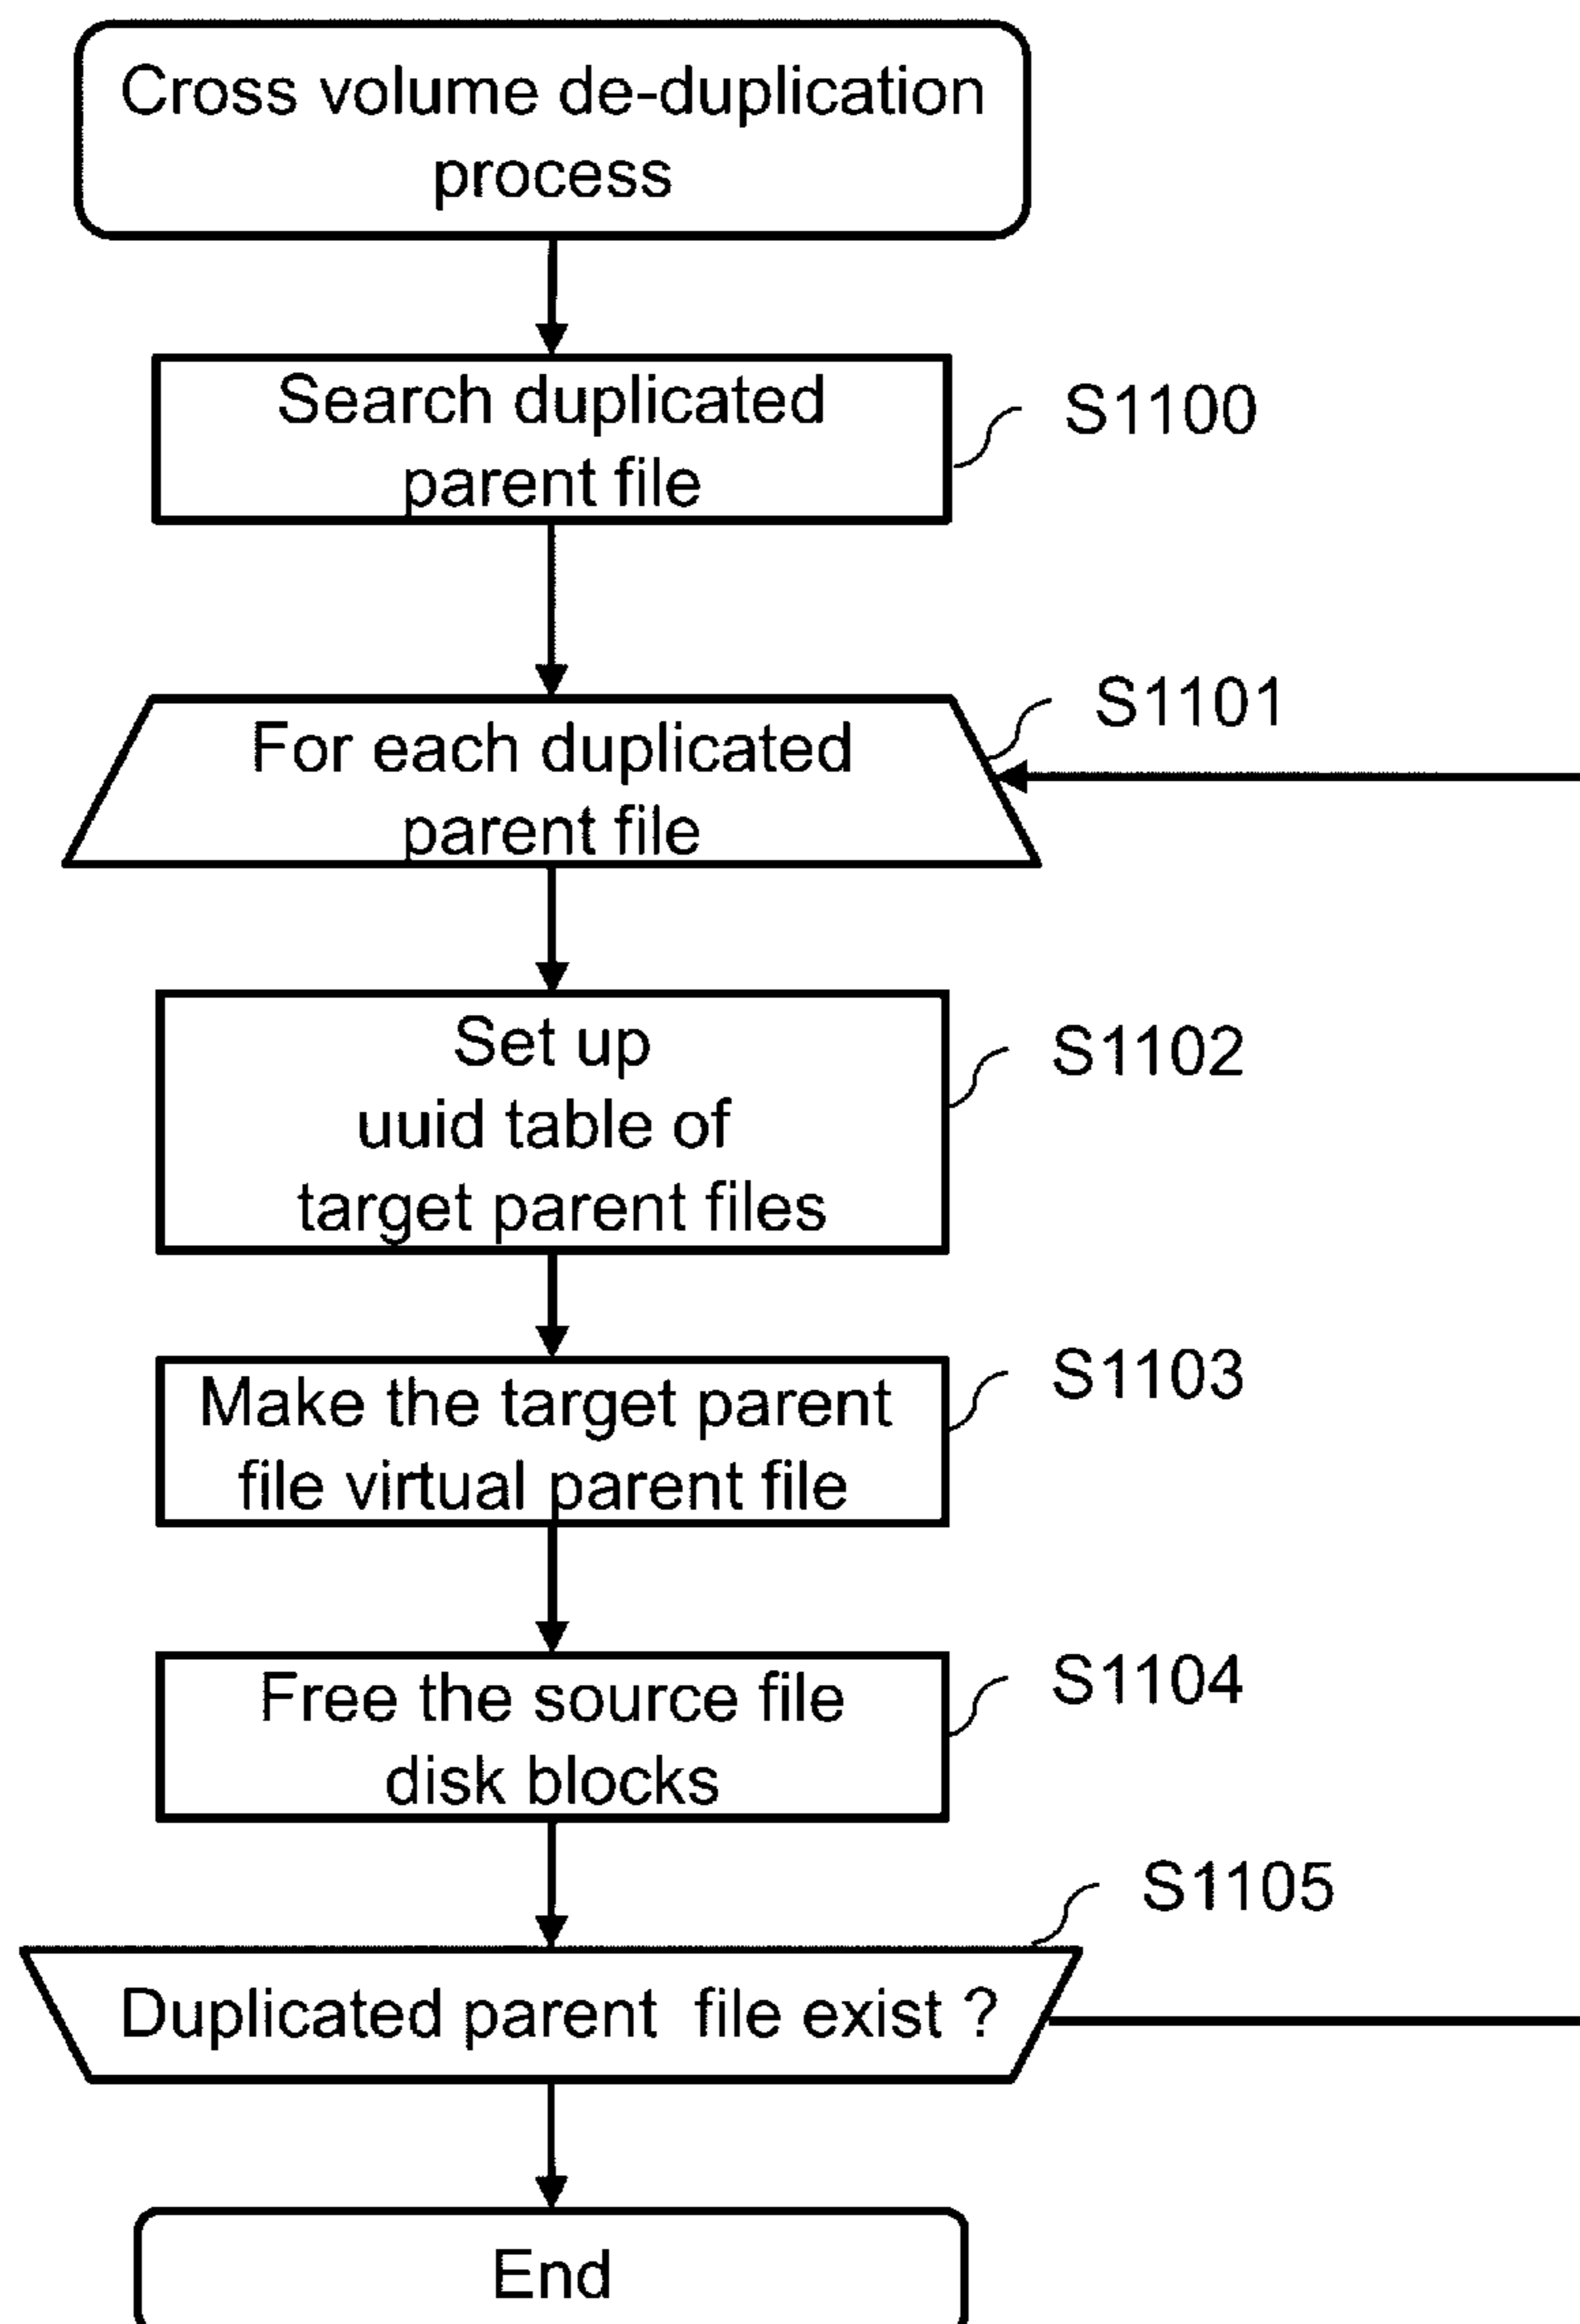 Cross volume de-duplication
process
Search duplicated
parent file
S1100
For each duplicated
parent file
S1101
Set up
uuid table of
target parent files
S1102
Make the target parent
file virtual parent file
S1103
Free the source file
disk blocks
S1104
Duplicated parent file exist ?
S1105
End